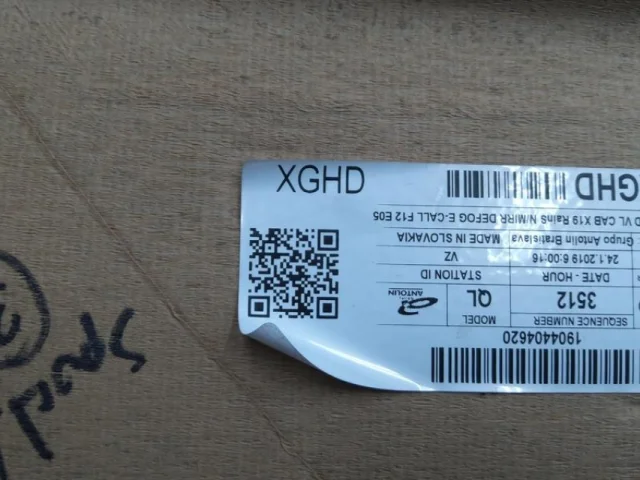 XGHD
GHD
D VL CAB X19 RainS N/MIRR DEFOG E-CALL F12 E05
Grupo Antolin Bratislava MADE IN SLOVAKIA
24.1.2019 6:00:16 VZ
DATE - HOUR STATION ID
3512 QL ANTOLIN
SEQUENCE NUMBER MODEL
1904404620